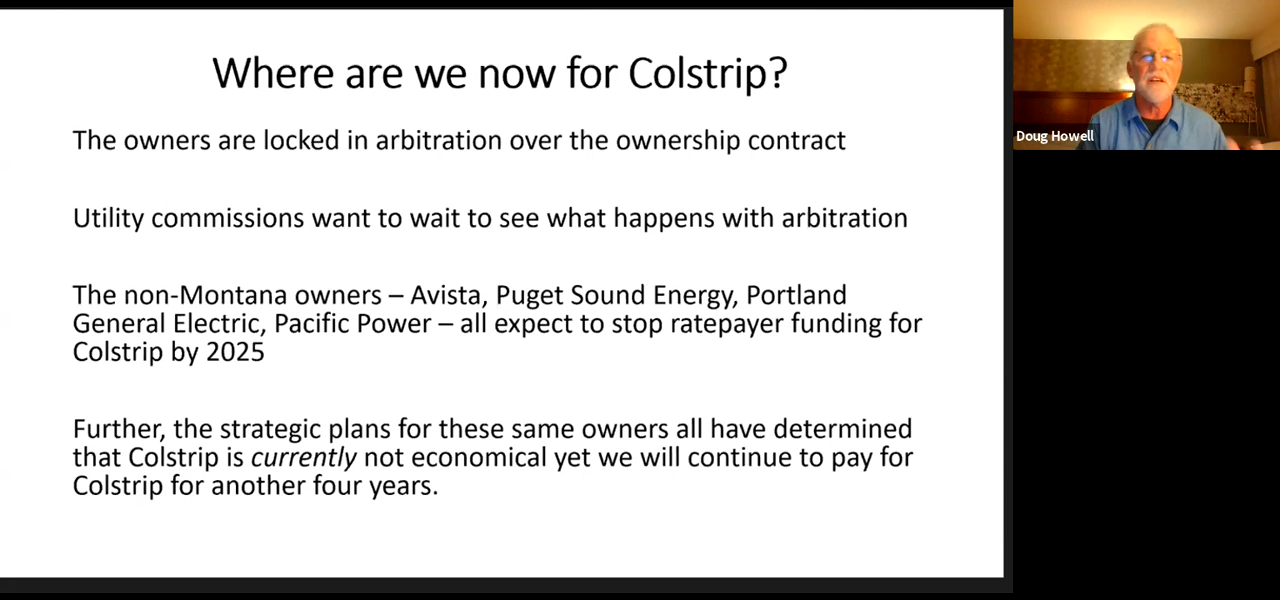 Where are we now for Colstrip?
The owners are locked in arbitration over the ownership contract
Utility commissions want to wait to see what happens with arbitration
The non-Montana owners – Avista, Puget Sound Energy, Portland
General Electric, Pacific Power – all expect to stop ratepayer funding for
Colstrip by 2025
Further, the strategic plans for these same owners all have determined
that Colstrip is currently not economical yet we will continue to pay for
Colstrip for another four years.
Doug Howell